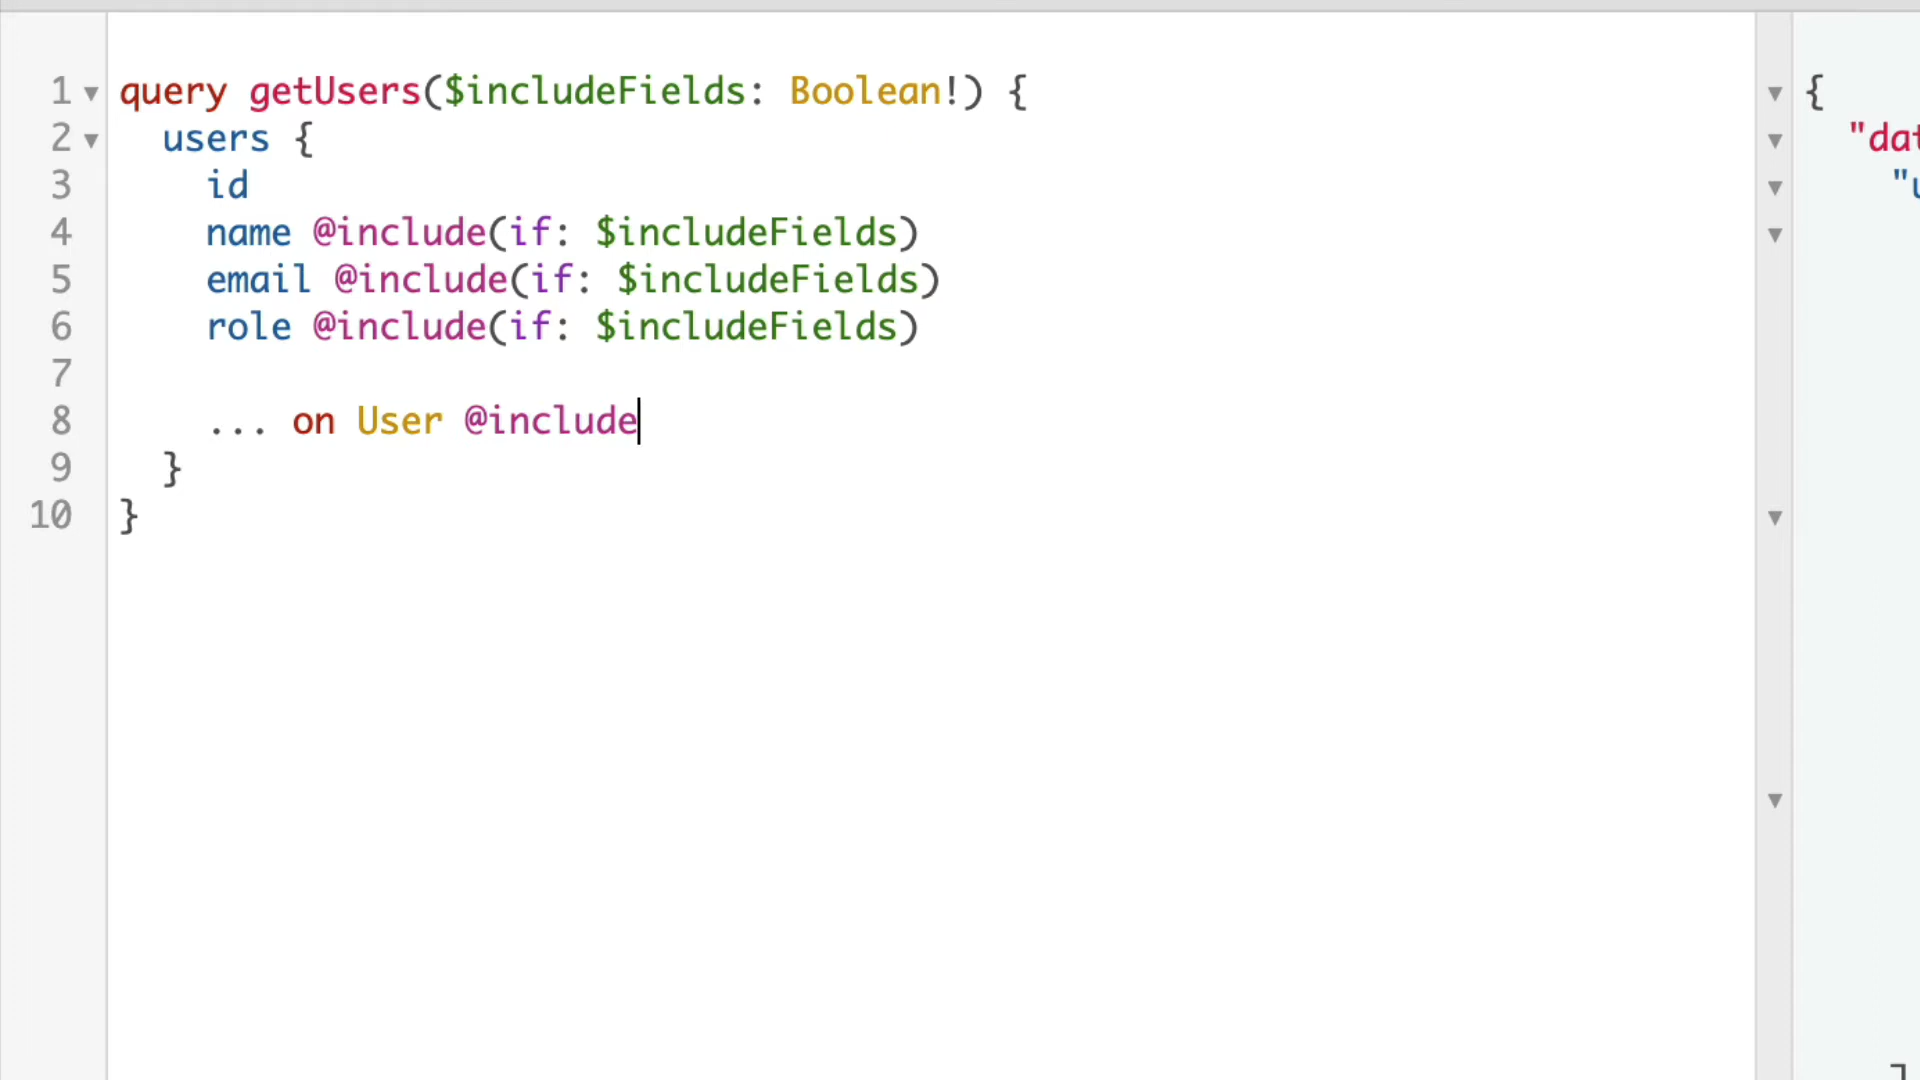 1 query getUsers($includeFields: Boolean!) {
2 users {
3 id
4 name @include(if: $includeFields)
5 email @include(if: $includeFields)
6 role @include(if: $includeFields)
7
8 ... on User @include
9 }
10 }
{
"dat
"u
]